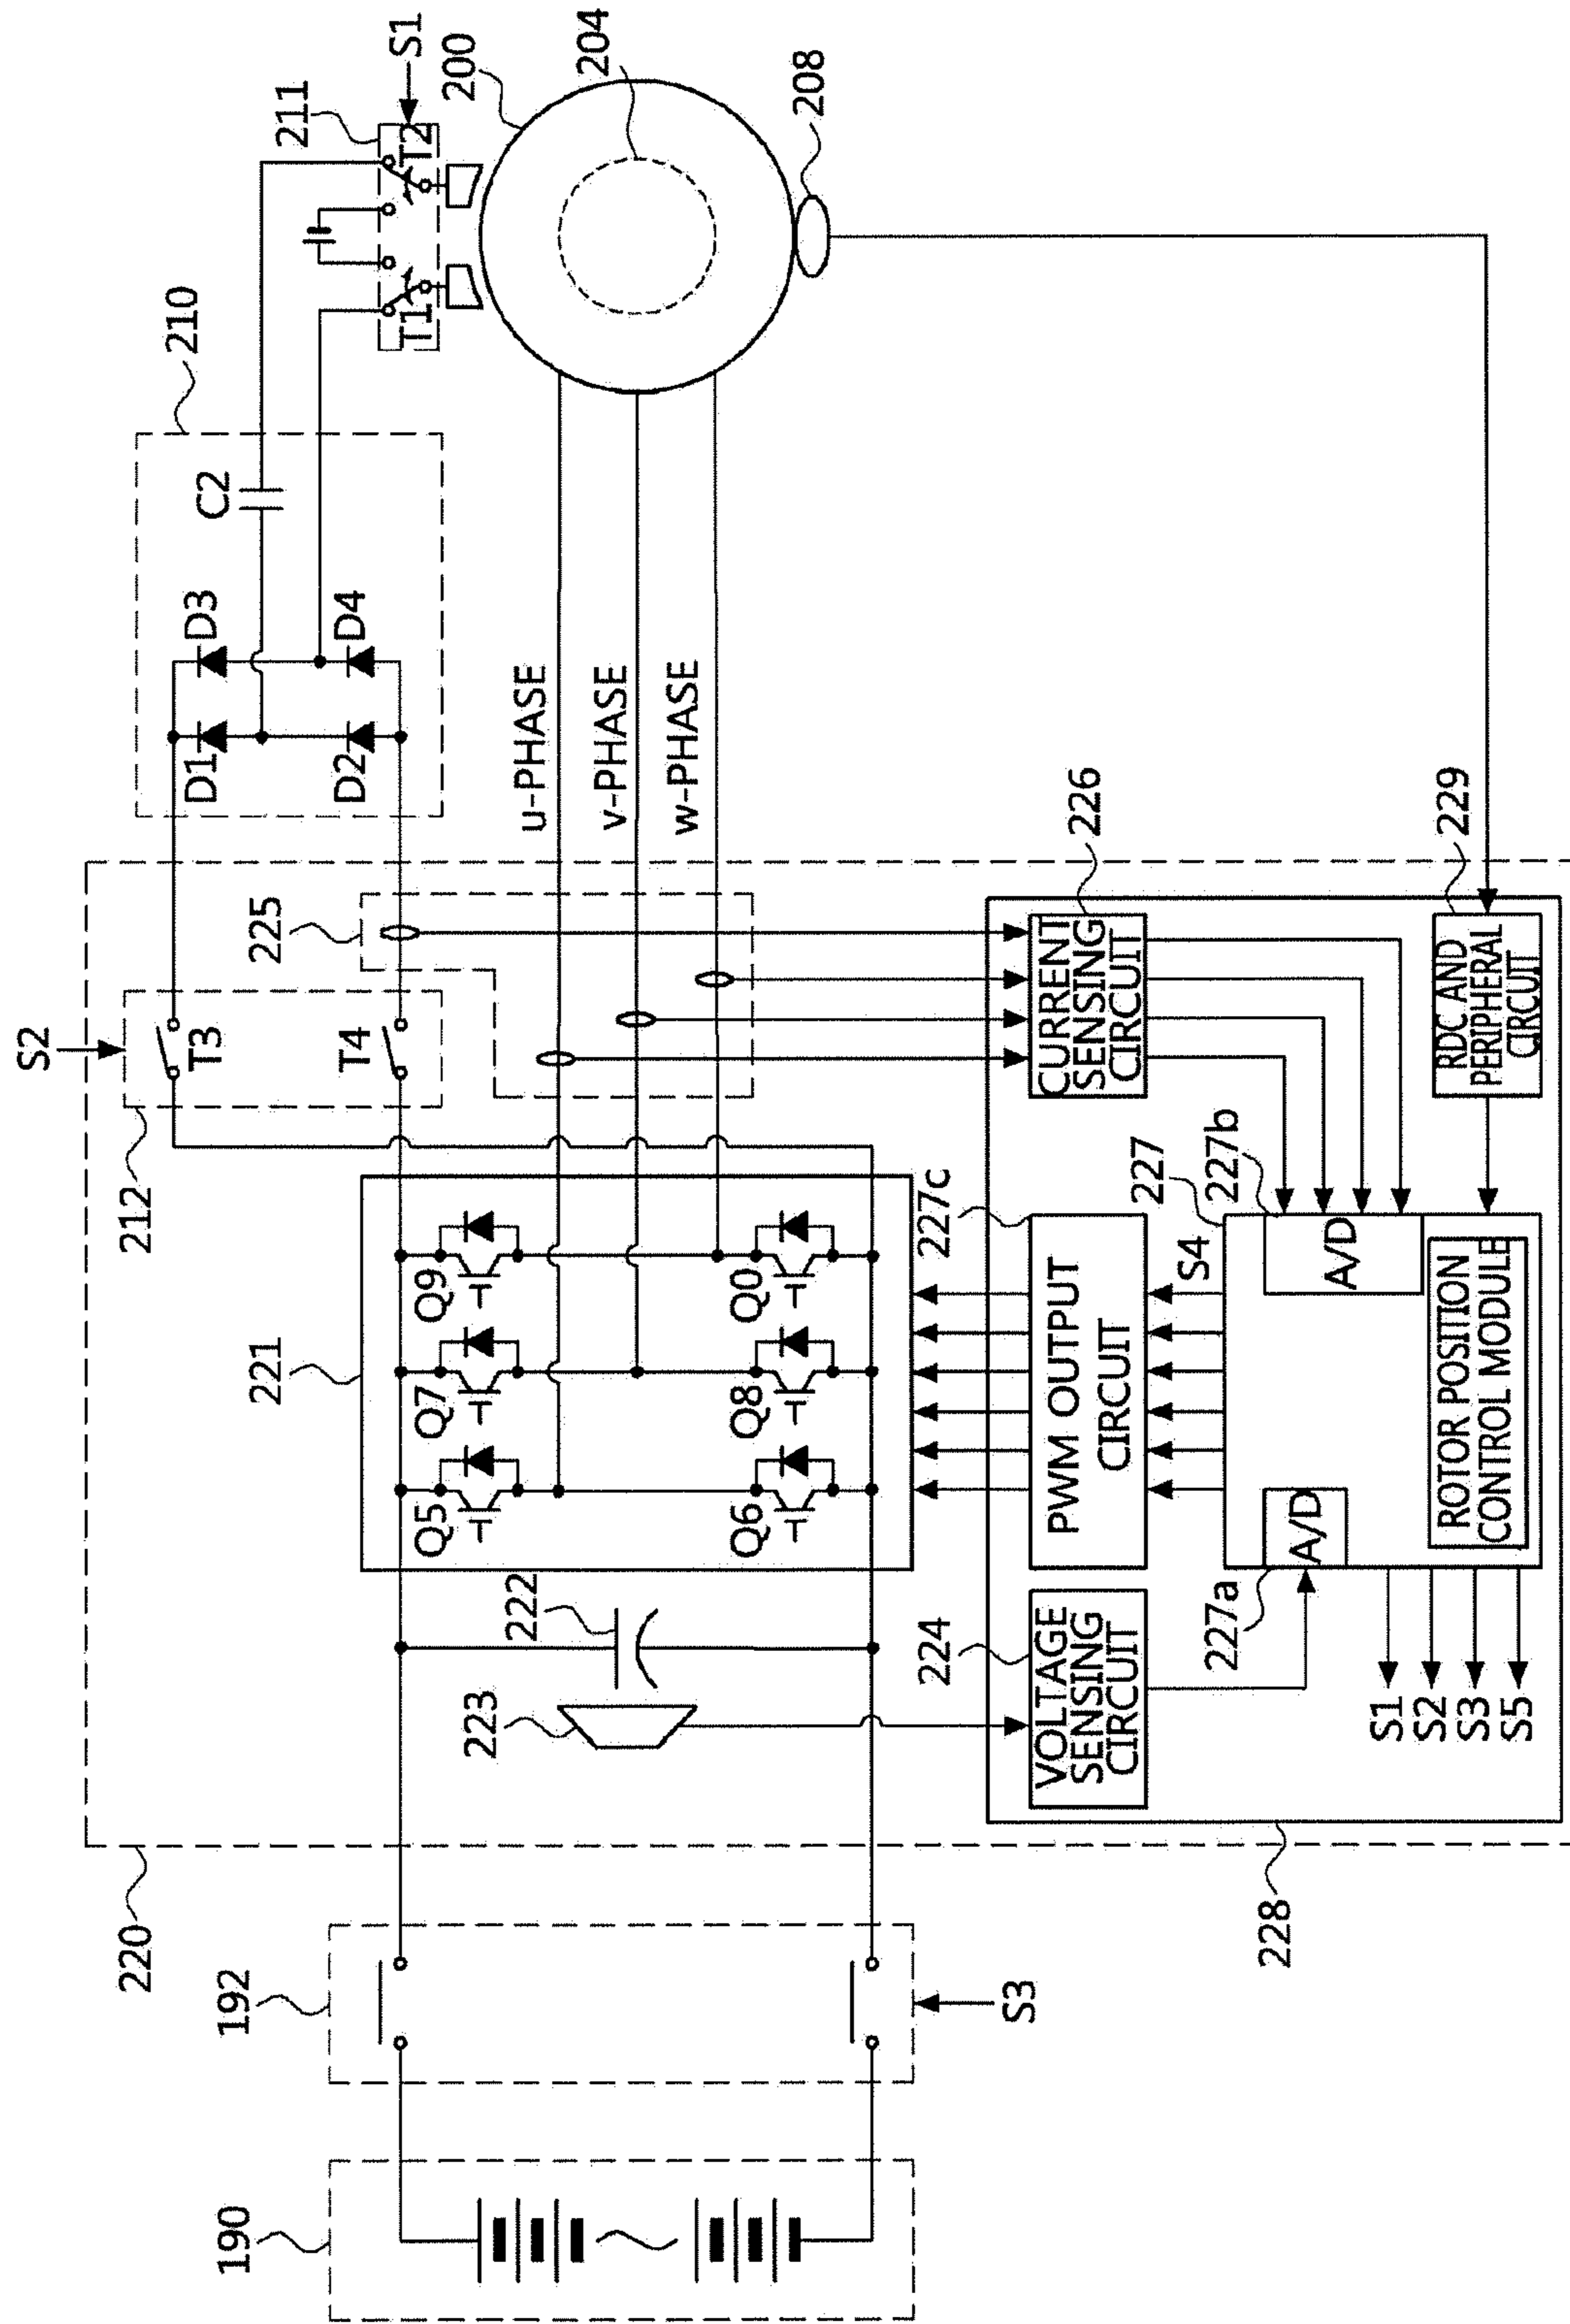 190
192
S3
220
223
222
224
VOLTAGE
SENSING
CIRCUIT
228
221
Q5
Q7
Q9
Q6
Q8
Q0
227c
PWM OUTPUT
CIRCUIT
S4
227
227b
227a
A/D
A/D
ROTOR POSITION
CONTROL MODULE
S1
S2
S3
S5
S2
212
T3
T4
225
226
CURRENT
SENSING
CIRCUIT
229
RDC AND
PERIPHERAL
CIRCUIT
u-PHASE
v-PHASE
w-PHASE
210
D1
D3
D2
D4
C2
211
T1
T2
S1
200
204
208